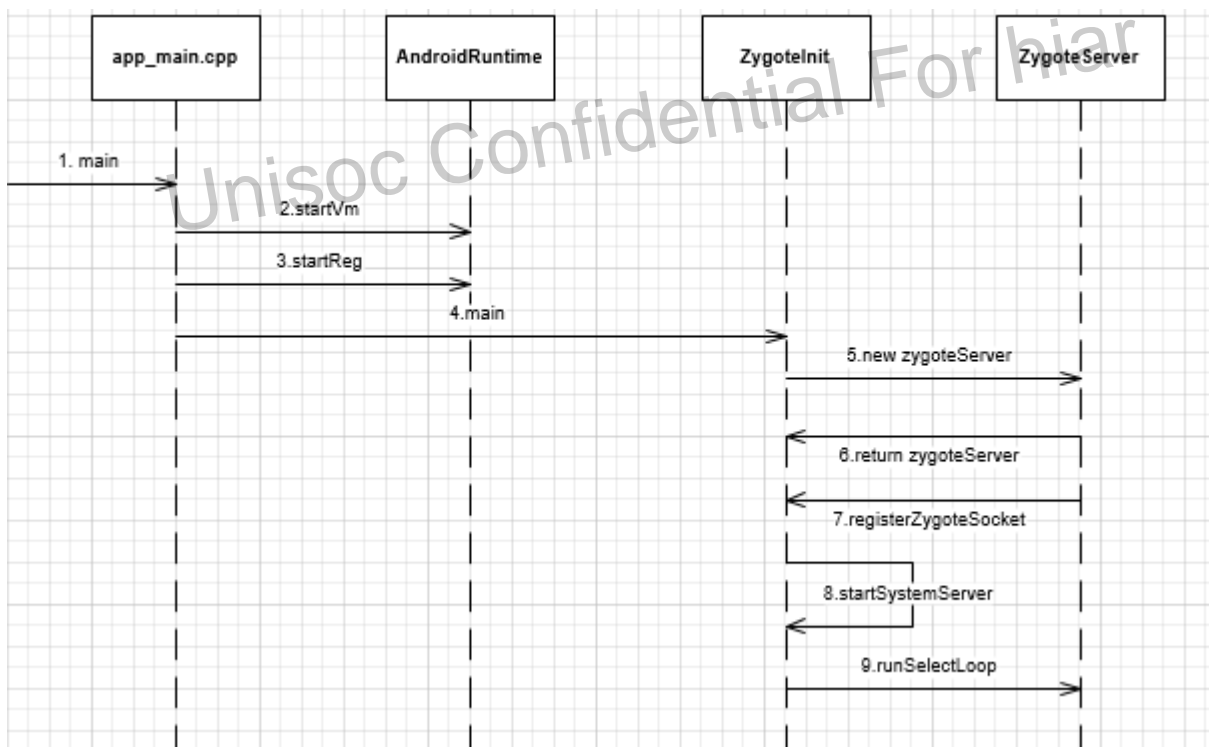 app_main.cpp
AndroidRuntime
ZygoteInit
ZygoteServer
Unisoc Confidential For hiar
1. main
2.startVm
3.startReg
4.main
5.new zygoteServer
6.return zygoteServer
7.registerZygoteSocket
8.startSystemServer
9.runSelectLoop